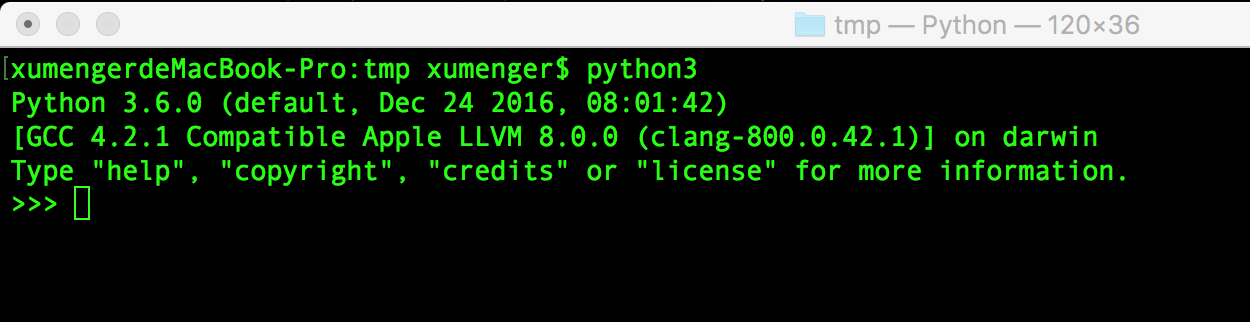 tmp — Python — 120×36
xumengerdeMacBook-Pro:tmp xumenger$ python3
Python 3.6.0 (default, Dec 24 2016, 08:01:42)
[GCC 4.2.1 Compatible Apple LLVM 8.0.0 (clang-800.0.42.1)] on darwin
Type "help", "copyright", "credits" or "license" for more information.
>>>